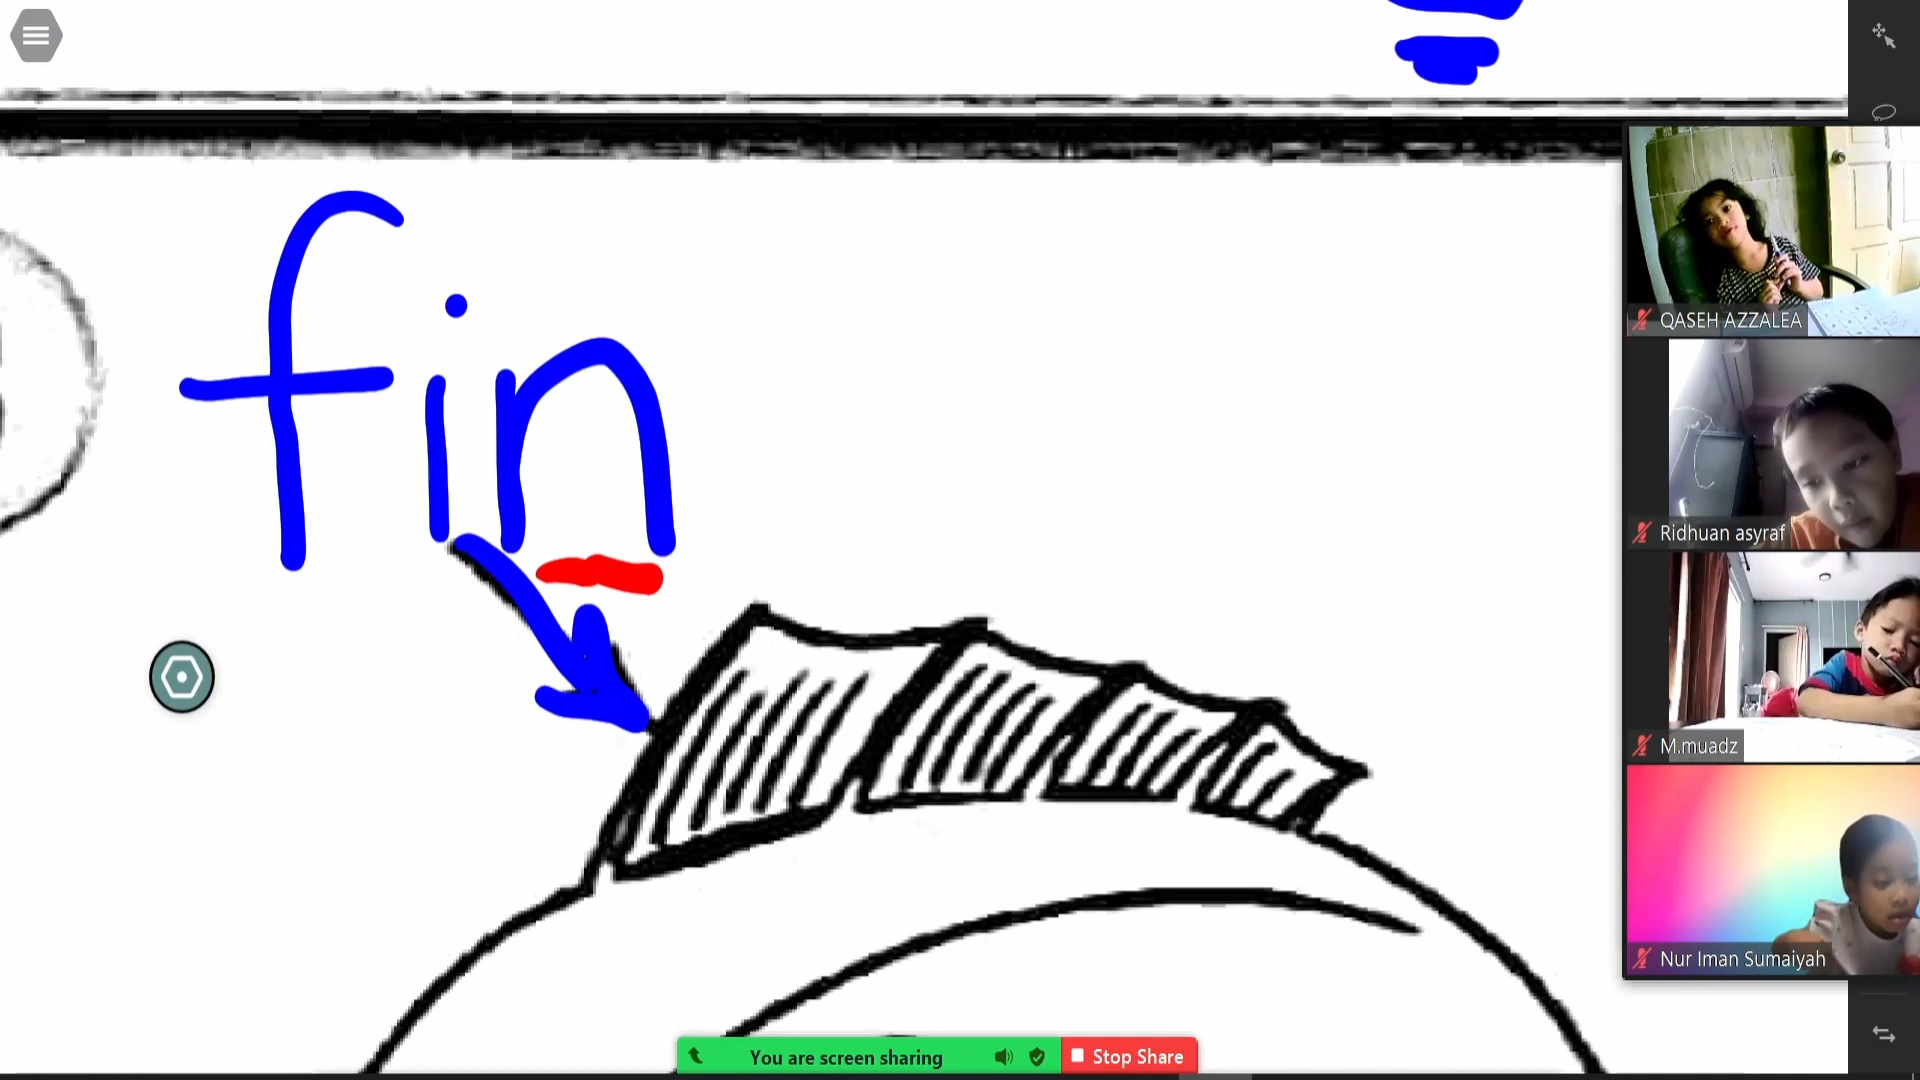 fin
QASEH AZZALEA
Ridhuan asyraf
M.muadz
Nur Iman Sumaiyah
You are screen sharing
Stop Share